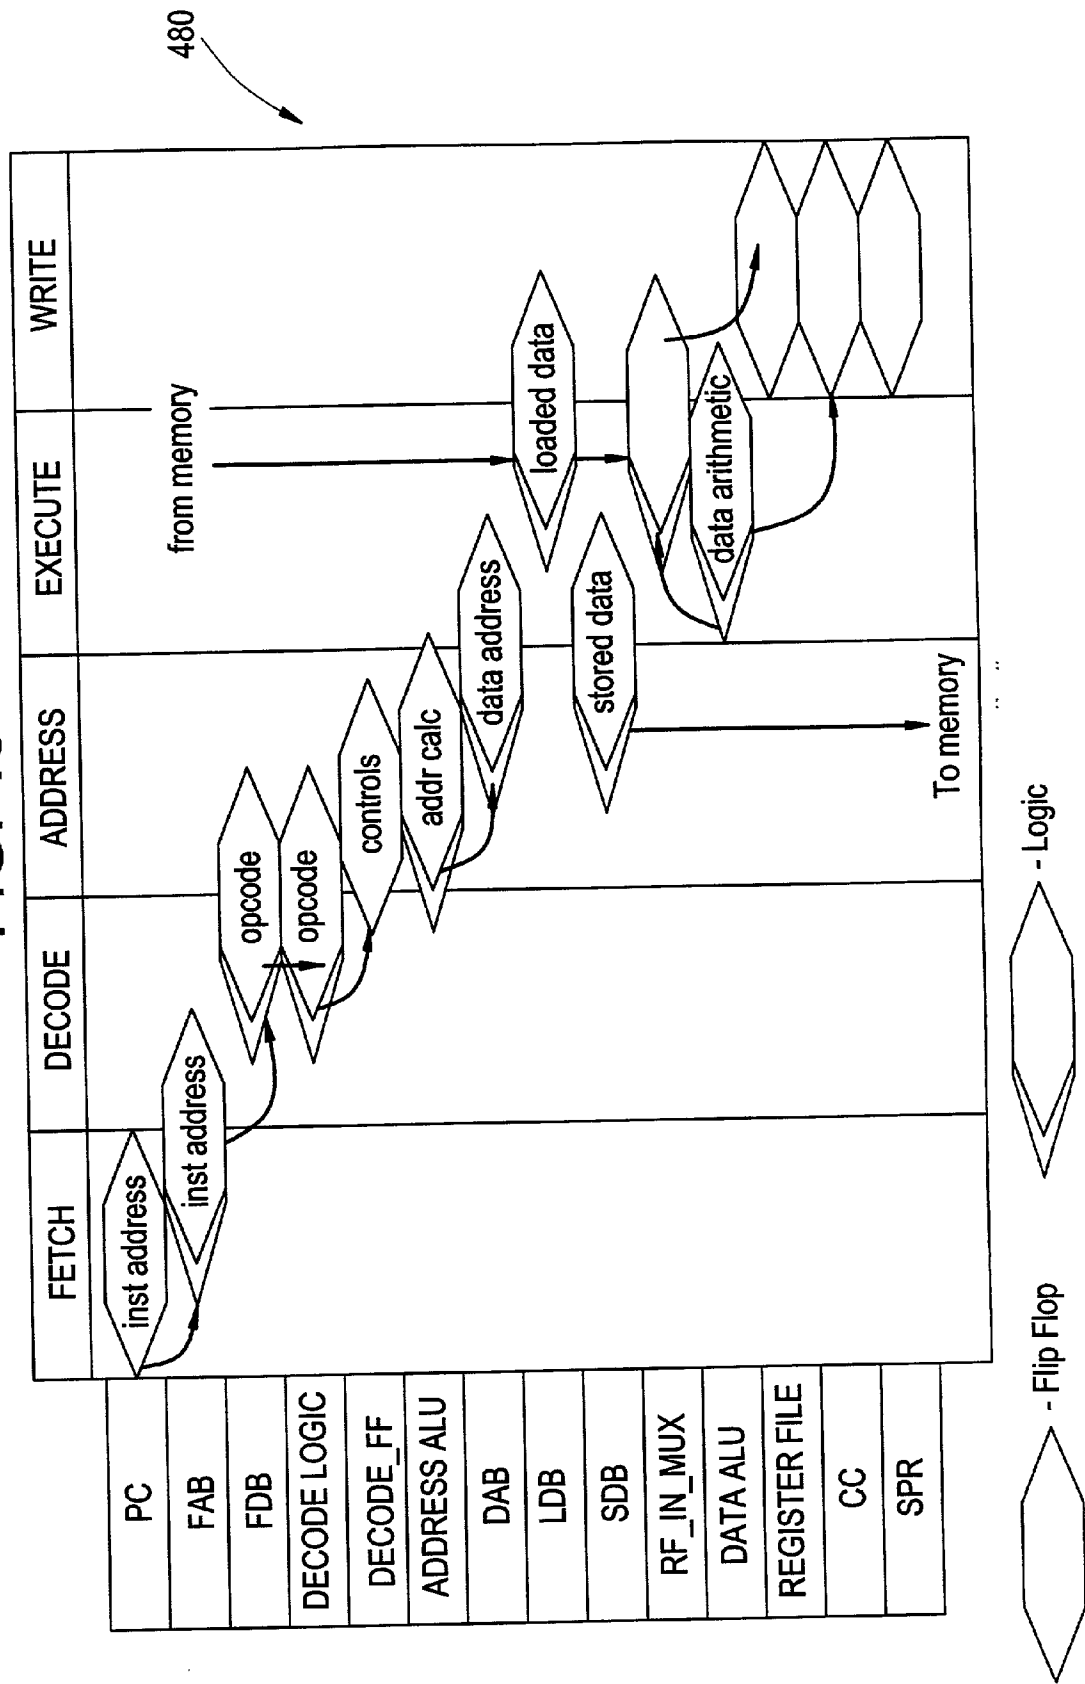 480
FETCH DECODE ADDRESS EXECUTE WRITE
PC
FAB
FDB
DECODE LOGIC
DECODE_FF
ADDRESS ALU
DAB
LDB
SDB
RF_IN_MUX
DATA ALU
REGISTER FILE
CC
SPR
inst address
inst address
opcode
opcode
controls
addr calc
data address
from memory
loaded data
stored data
data arithmetic
To memory
- Flip Flop
- Logic